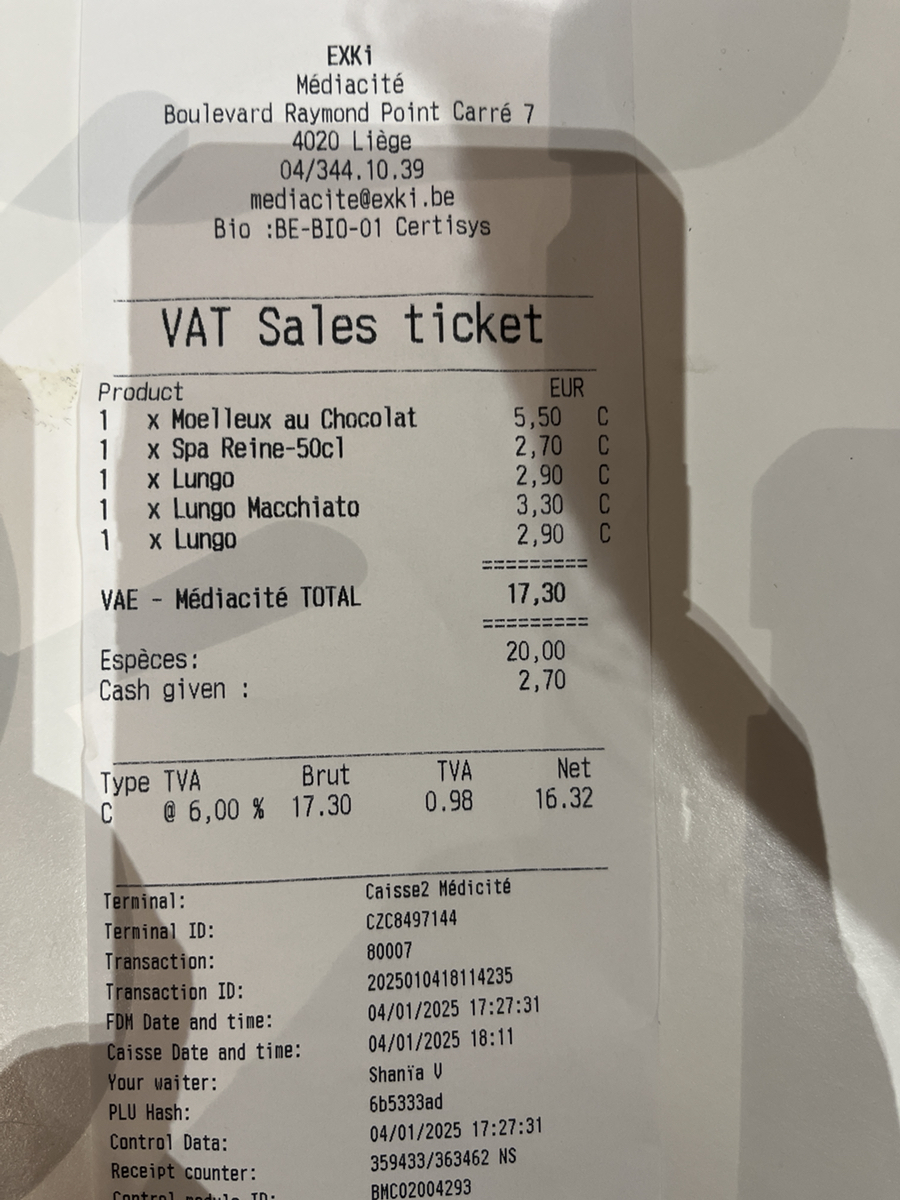 EXKi
Médiacité
Boulevard Raymond Point Carré 7
4020 Liège
04/344.10.39
mediacite@exki.be
Bio :BE-BIO-01 Certisys
VAT Sales ticket
Product EUR
1 x Moelleux au Chocolat 5,50 C
1 x Spa Reine-50cl 2,70 C
1 x Lungo 2,90 C
1 x Lungo Macchiato 3,30 C
1 x Lungo 2,90 C
=========
VAE - Médiacité TOTAL 17,30
=========
Espèces: 20,00
Cash given : 2,70
Type TVA Brut TVA Net
C @ 6,00 % 17.30 0.98 16.32
Terminal: Caisse2 Médicité
Terminal ID: CZC8497144
Transaction: 80007
Transaction ID: 2025010418114235
FDM Date and time: 04/01/2025 17:27:31
Caisse Date and time: 04/01/2025 18:11
Your waiter: Shanïa V
PLU Hash: 6b5333ad
Control Data: 04/01/2025 17:27:31
Receipt counter: 359433/363462 NS
Control module ID: BMC02004293